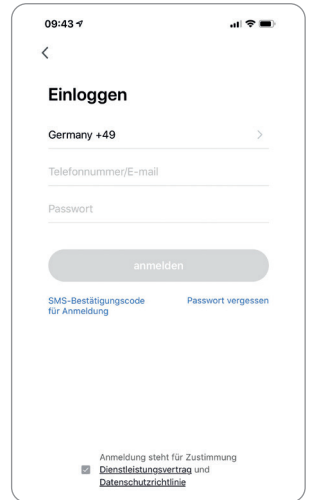 09:43
Einloggen
Germany +49
Telefonnummer/E-mail
Passwort
anmelden
SMS-Bestätigungscode
für Anmeldung
Passwort vergessen
Anmeldung steht für Zustimmung
Dienstleistungsvertrag und
Datenschutzrichtlinie